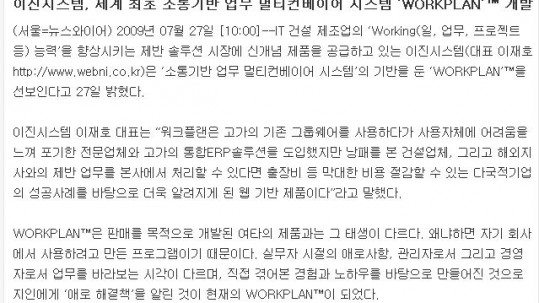 이진시스템, 세계 최초 소통기반 업무 멀티컨베이어 시스템 ‘WORKPLAN’™ 개발
(서울=뉴스와이어) 2009년 07월 27일 [10:00]--IT 건설 제조업의 ‘Working(일, 업무, 프로젝트
등) 능력’을 향상시키는 제반 솔루션 시장에 신개념 제품을 공급하고 있는 이진시스템(대표 이재호
http://www.webni.co.kr)은 ‘소통기반 업무 멀티컨베이어 시스템’의 기반을 둔 ‘WORKPLAN’™을
선보인다고 27일 밝혔다.
이진시스템 이재호 대표는 “워크플랜은 고가의 기존 그룹웨어를 사용하다가 사용자체에 어려움을
느껴 포기한 전문업체와 고가의 통합ERP솔루션을 도입했지만 낭패를 본 건설업체, 그리고 해외지
사와의 제반 업무를 본사에서 처리할 수 있다면 출장비 등 막대한 비용 절감할 수 있는 다국적기업
의 성공사례를 바탕으로 더욱 알려지게 된 웹 기반 제품이다”라고 말했다.
WORKPLAN™은 판매를 목적으로 개발된 여타의 제품과는 그 태생이 다르다. 왜냐하면 자기 회사
에서 사용하려고 만든 프로그램이기 때문이다. 실무자 시절의 애로사항, 관리자로서 그리고 경영
자로서 업무를 바라보는 시각이 다르며, 직접 겪어본 경험과 노하우를 바탕으로 만들어진 것으로
지인에게 ‘애로 해결책’을 알린 것이 현재의 WORKPLAN™이 되었다.